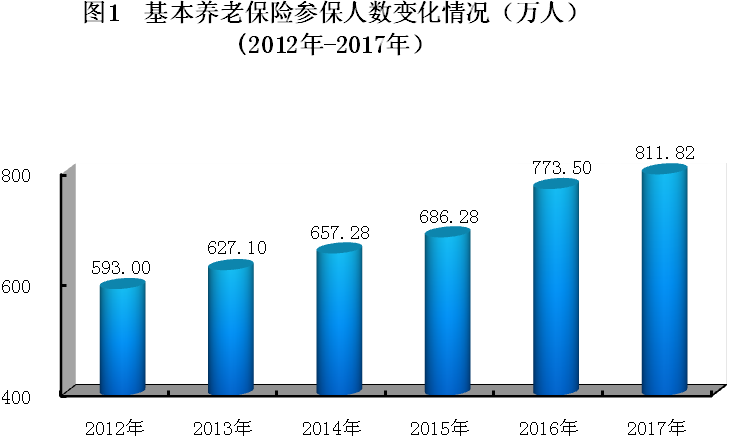 图1 基本养老保险参保人数变化情况（万人）
(2012年-2017年）
800
600
400
593.00
627.10
657.28
686.28
773.50
811.82
2012年
2013年
2014年
2015年
2016年
2017年